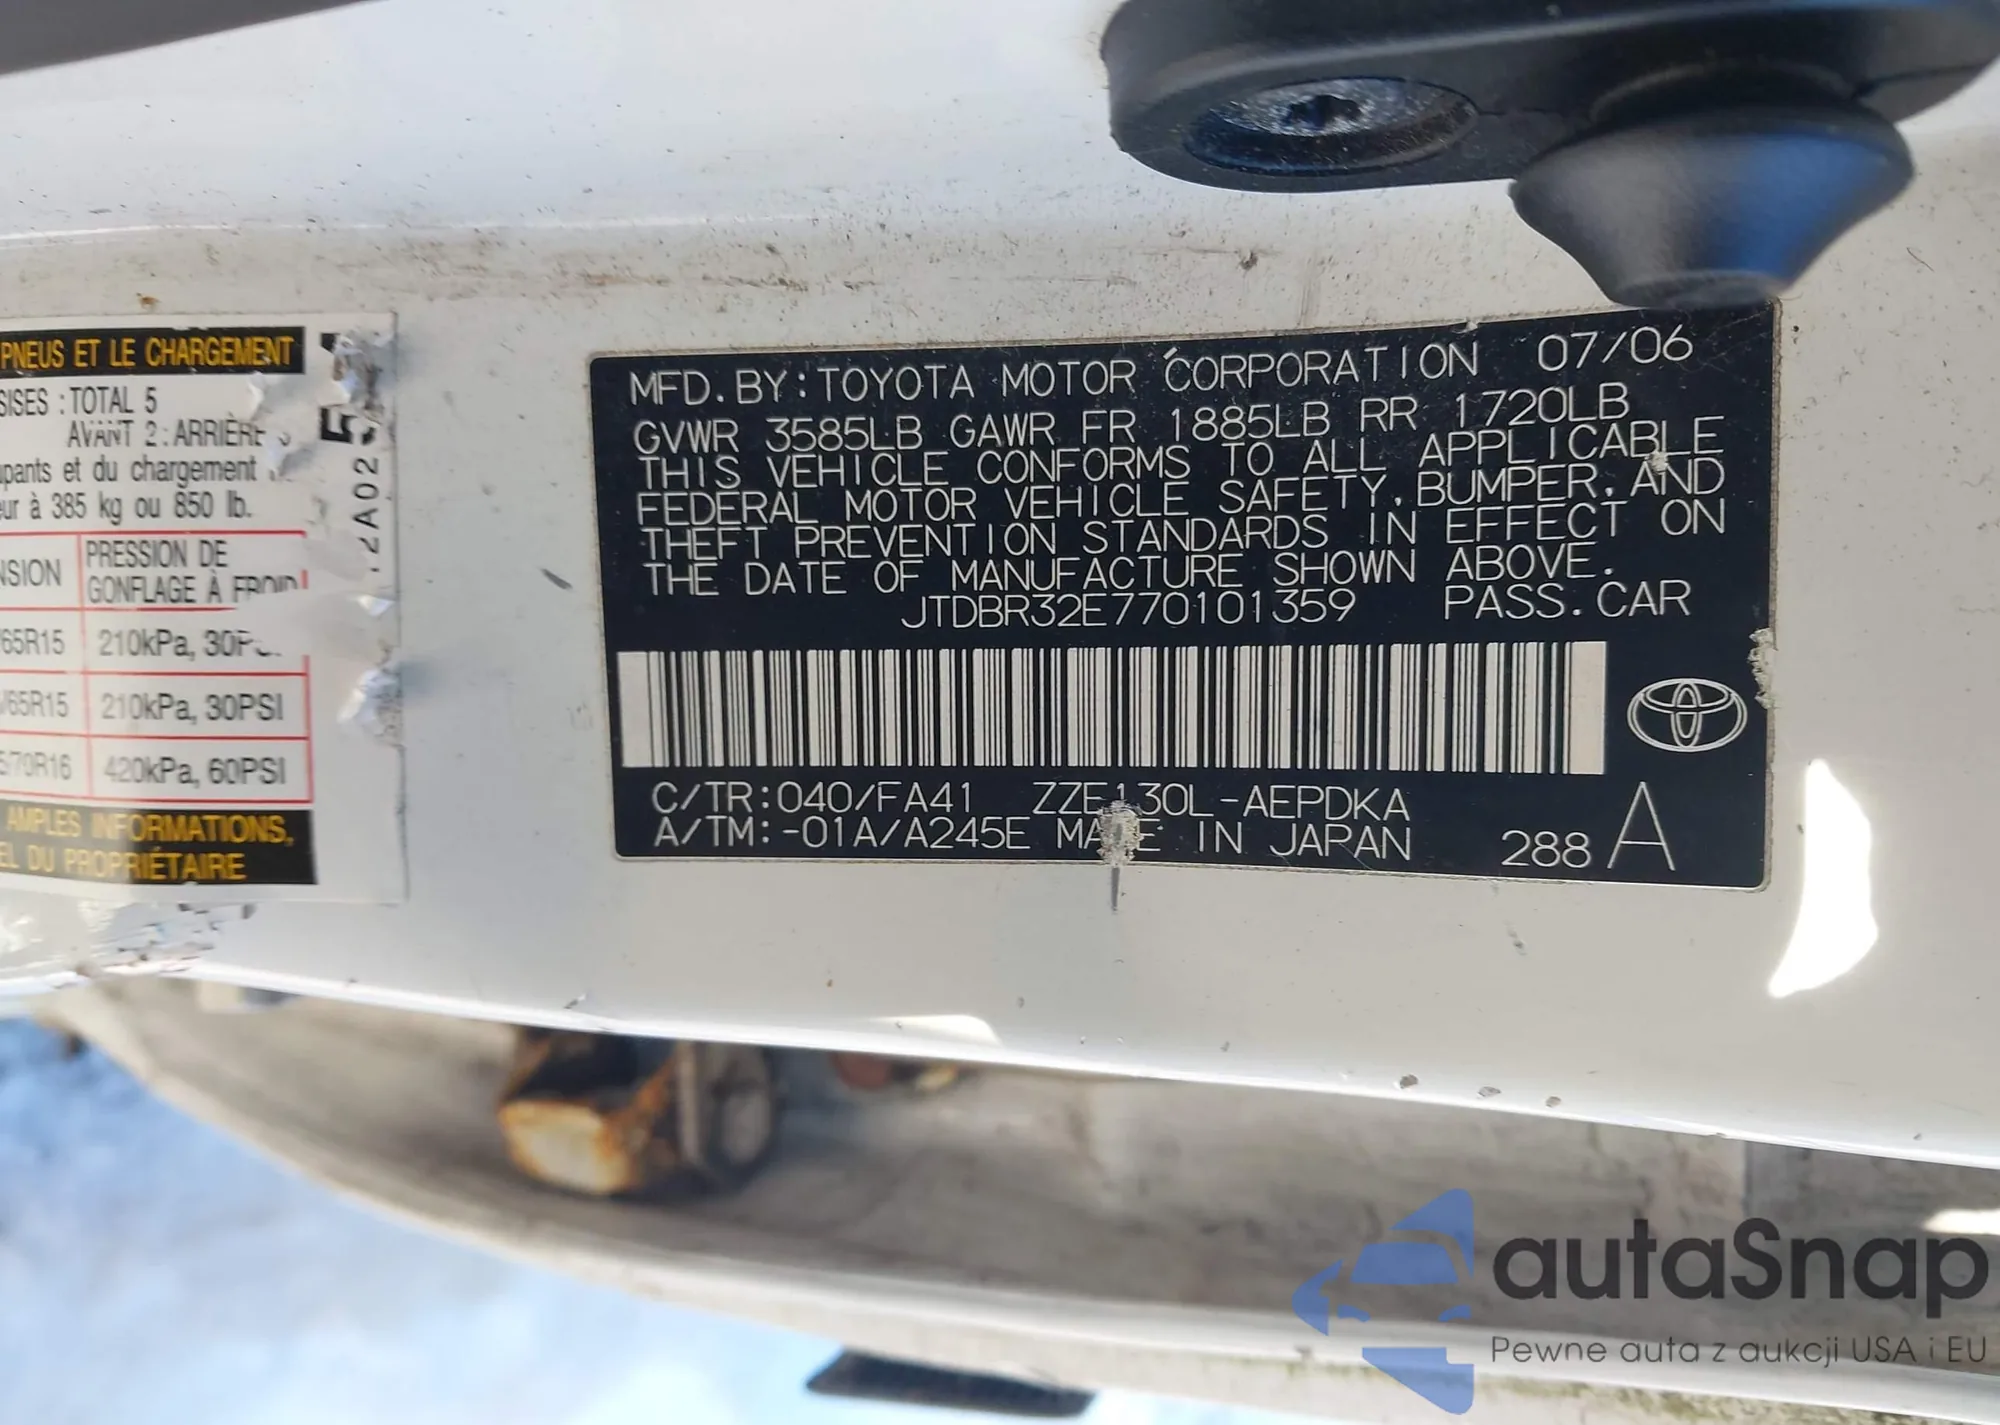 PNEUS ET LE CHARGEMENT
SISES : TOTAL 5
AVANT 2 : ARRIÈRE
upants et du chargement
eur à 385 kg ou 850 lb.
NSION
PRESSION DE
GONFLAGE À FROID
/65R15
210kPa, 30PSI
/65R15
210kPa, 30PSI
5/70R16
420kPa, 60PSI
AMPLES INFORMATIONS,
EL DU PROPRIÉTAIRE
MFD. BY: TOYOTA MOTOR CORPORATION 07/06
GVWR 3585LB GAWR FR 1885LB RR 1720LB
THIS VEHICLE CONFORMS TO ALL APPLICABLE
FEDERAL MOTOR VEHICLE SAFETY, BUMPER, AND
THEFT PREVENTION STANDARDS IN EFFECT ON
THE DATE OF MANUFACTURE SHOWN ABOVE.
JTDBR32E770101359 PASS. CAR
C/TR: 040/FA41 ZZE130L-AEPDKA
A/TM: -01A/A245E MADE IN JAPAN
288 A
autaSnap
Pewne auta z aukcji USA i EU